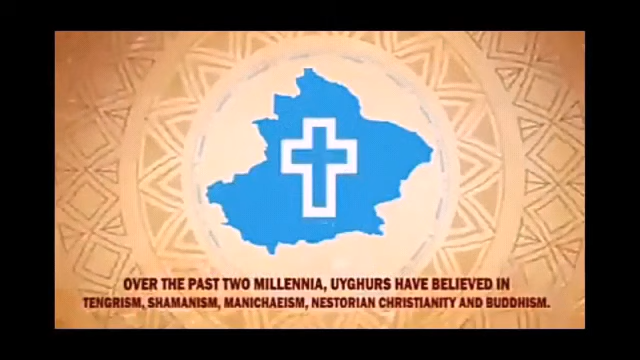 OVER THE PAST TWO MILLENNIA, UYGHURS HAVE BELIEVED IN
TENGRISM, SHAMANISM, MANICHAEISM, NESTORIAN CHRISTIANITY AND BUDDHISM.